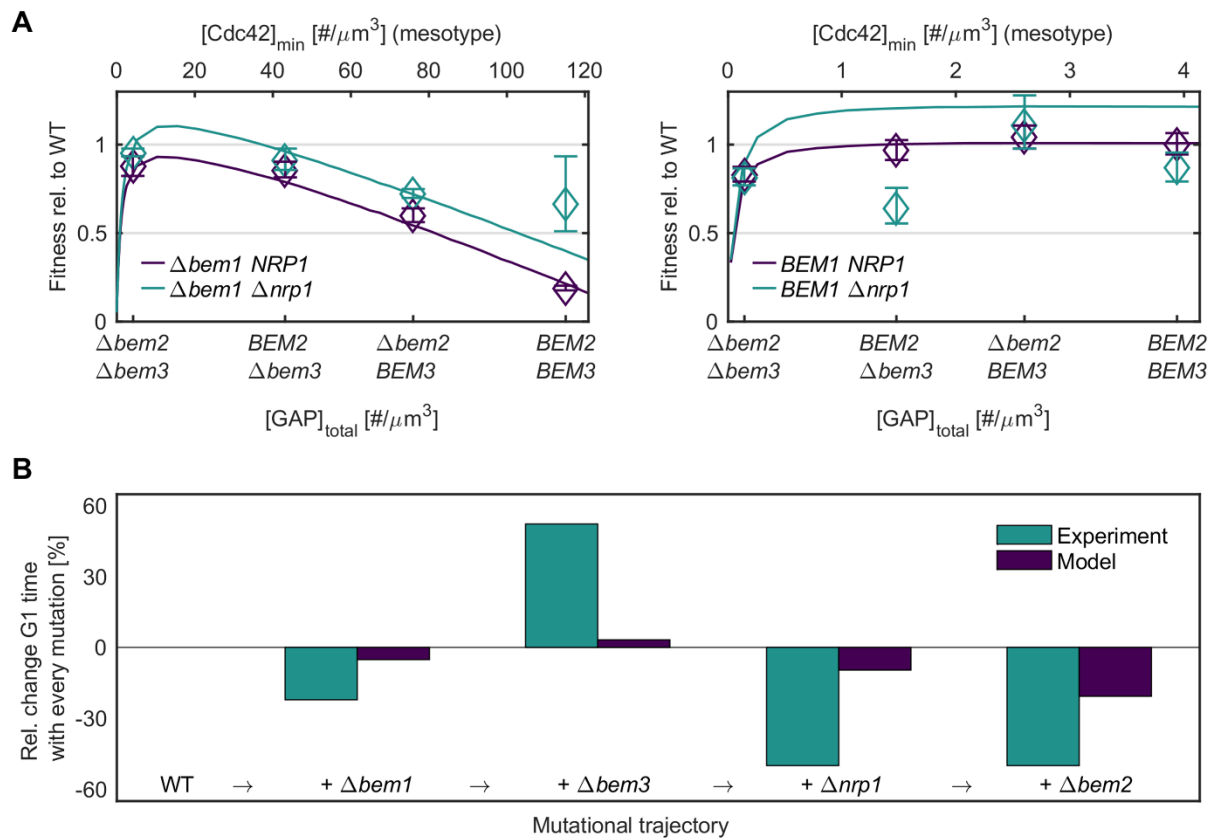 A
[Cdc42]min [#/μm³] (mesotype)
0 20 40 60 80 100 120
Fitness rel. to WT
1
0.5
0
Δbem1 NRP1
Δbem1 Δnrp1
Δbem2 BEM2 Δbem2 BEM2
Δbem3 Δbem3 BEM3 BEM3
[GAP]total [#/μm³]
[Cdc42]min [#/μm³] (mesotype)
0 1 2 3 4
Fitness rel. to WT
1
0.5
0
BEM1 NRP1
BEM1 Δnrp1
Δbem2 BEM2 Δbem2 BEM2
Δbem3 Δbem3 BEM3 BEM3
[GAP]total [#/μm³]
B
Rel. change G1 time
with every mutation [%]
60
30
0
-30
-60
Experiment
Model
WT → + Δbem1 → + Δbem3 → + Δnrp1 → + Δbem2
Mutational trajectory